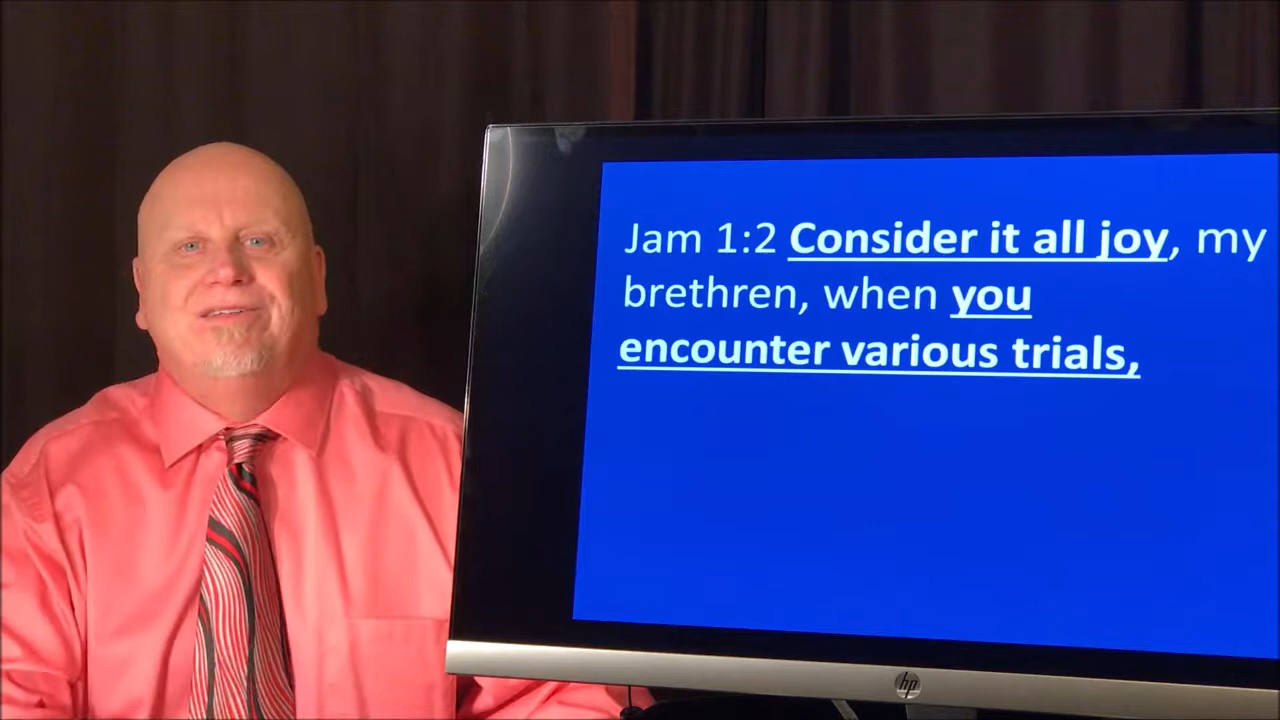 Jam 1:2 Consider it all joy, my
brethren, when you
encounter various trials,
hp